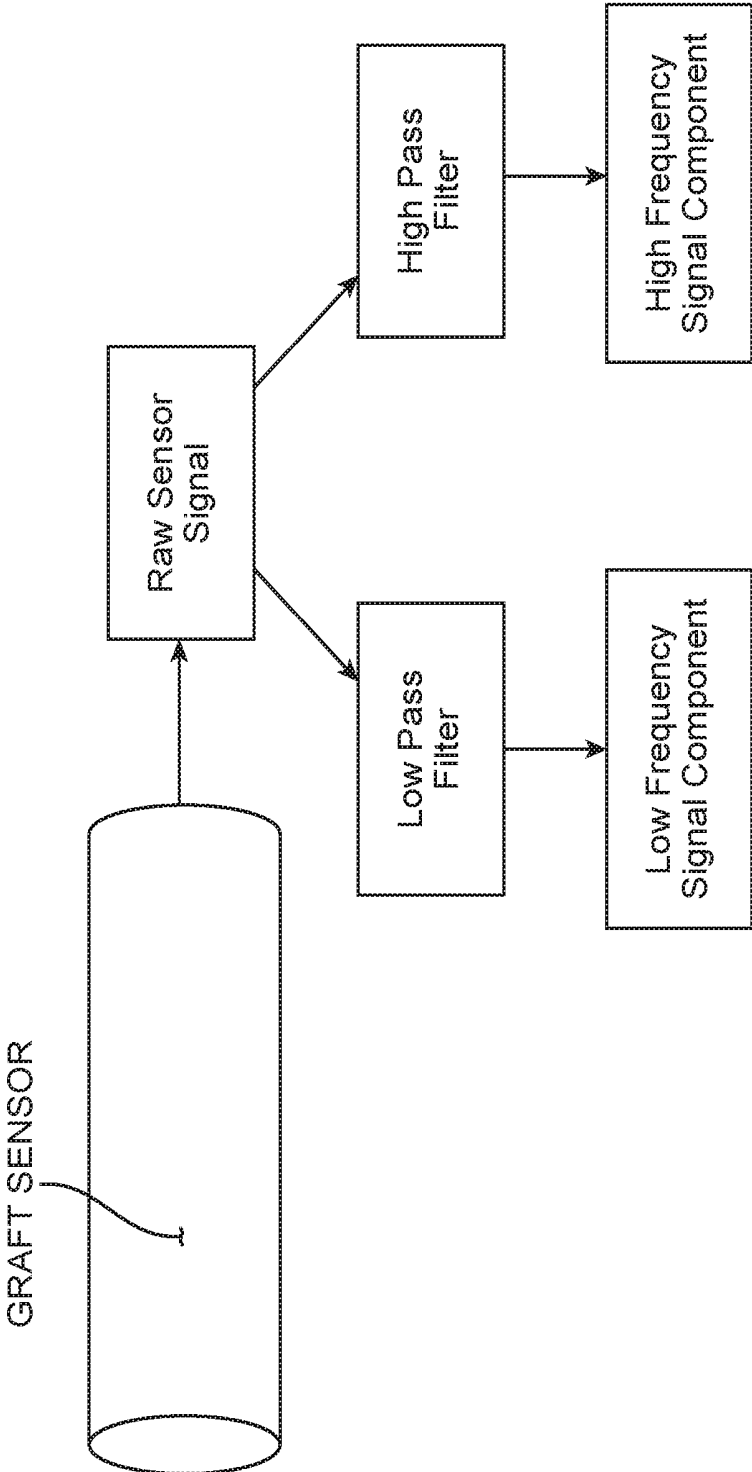 GRAFT SENSOR
Raw Sensor
Signal
Low Pass
Filter
High Pass
Filter
Low Frequency
Signal Component
High Frequency
Signal Component